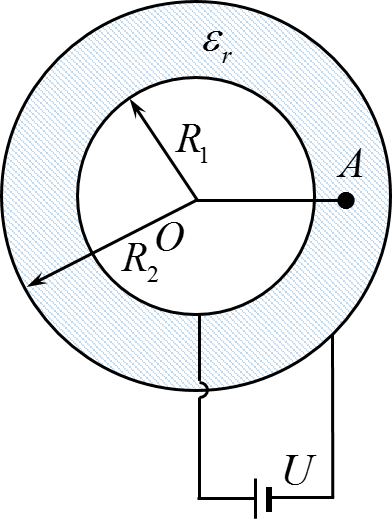 εᵣ
R₁
A
O
R₂
U